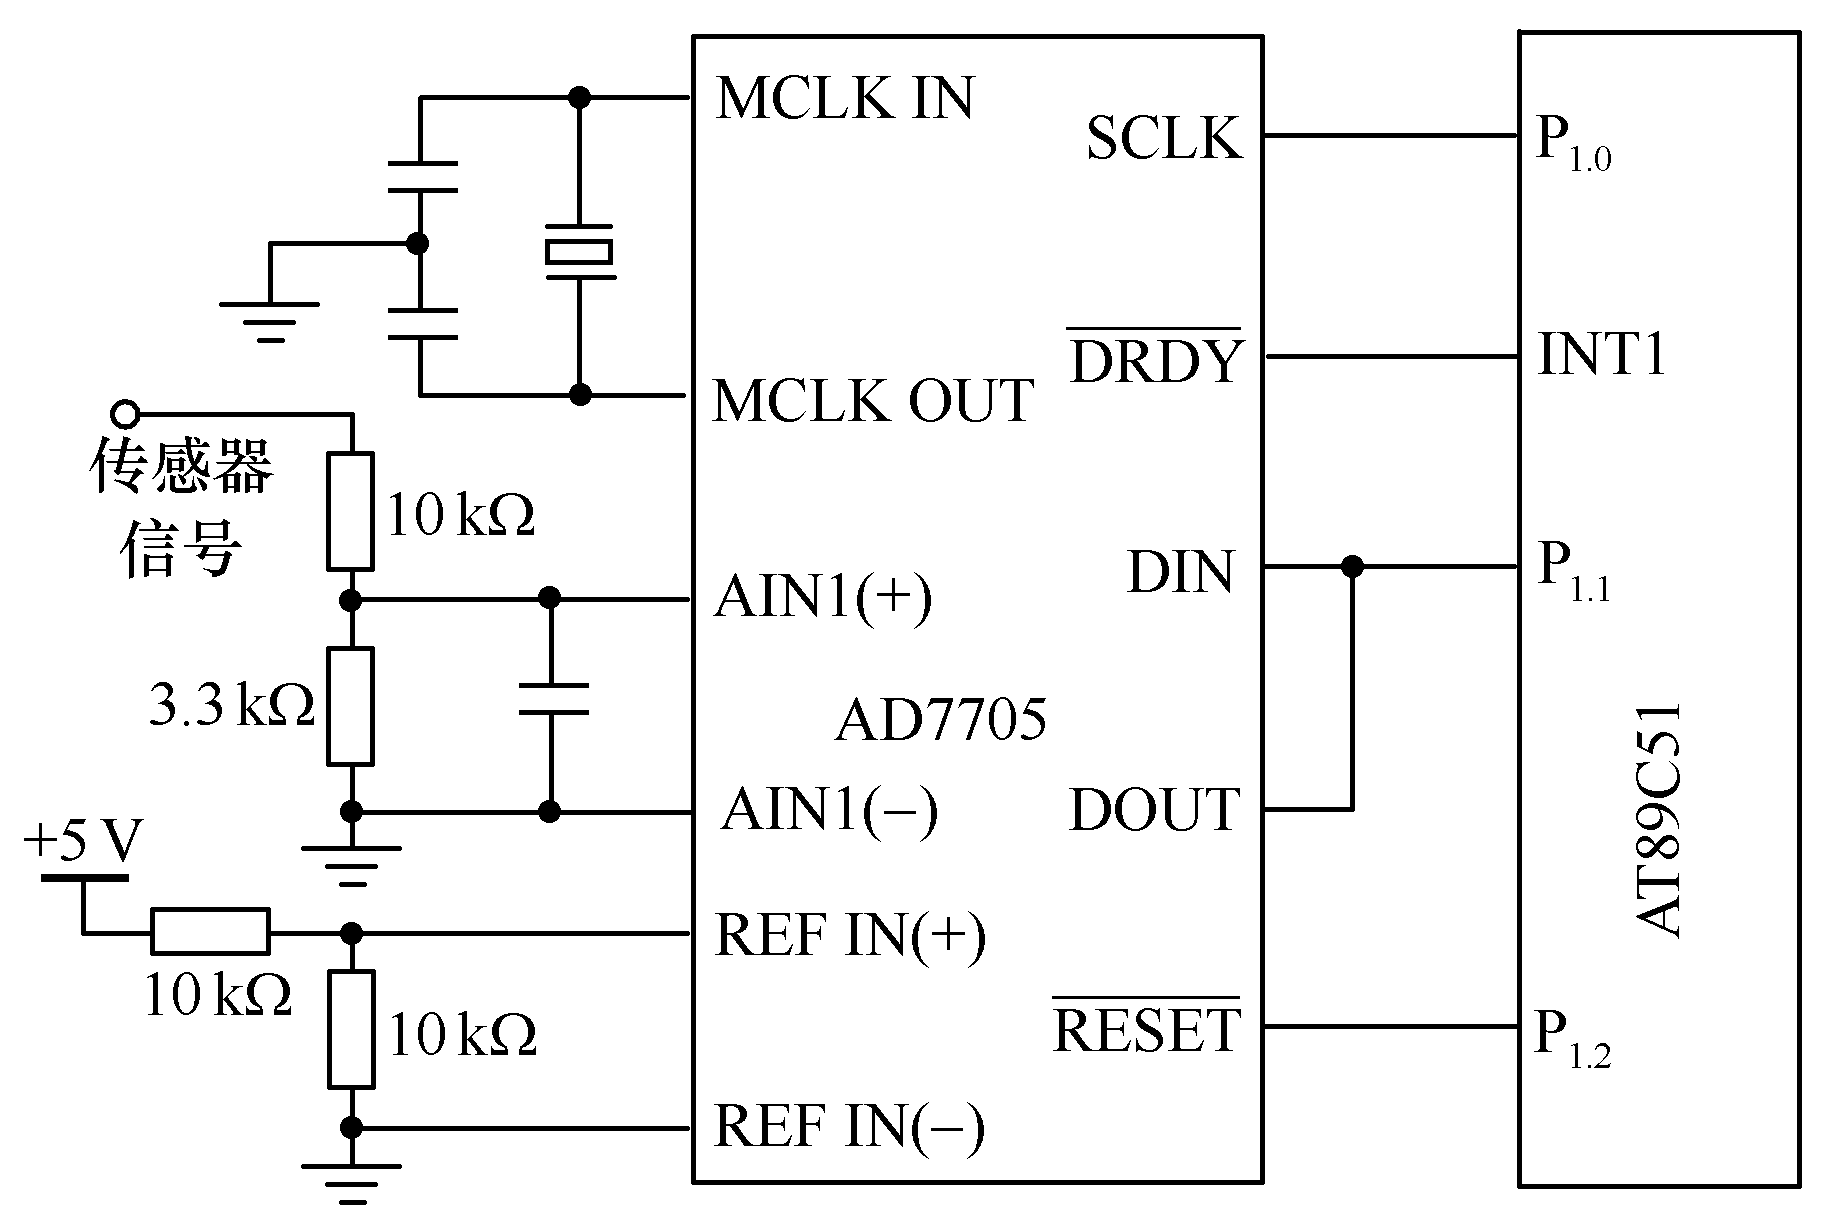 MCLK IN
SCLK
P1.0
DRDY
INT1
MCLK OUT
传感器
信号
10 kΩ
AIN1(+)
DIN
P1.1
3.3 kΩ
AD7705
AIN1(−)
DOUT
AT89C51
+5 V
REF IN(+)
10 kΩ
10 kΩ
RESET
P1.2
REF IN(−)